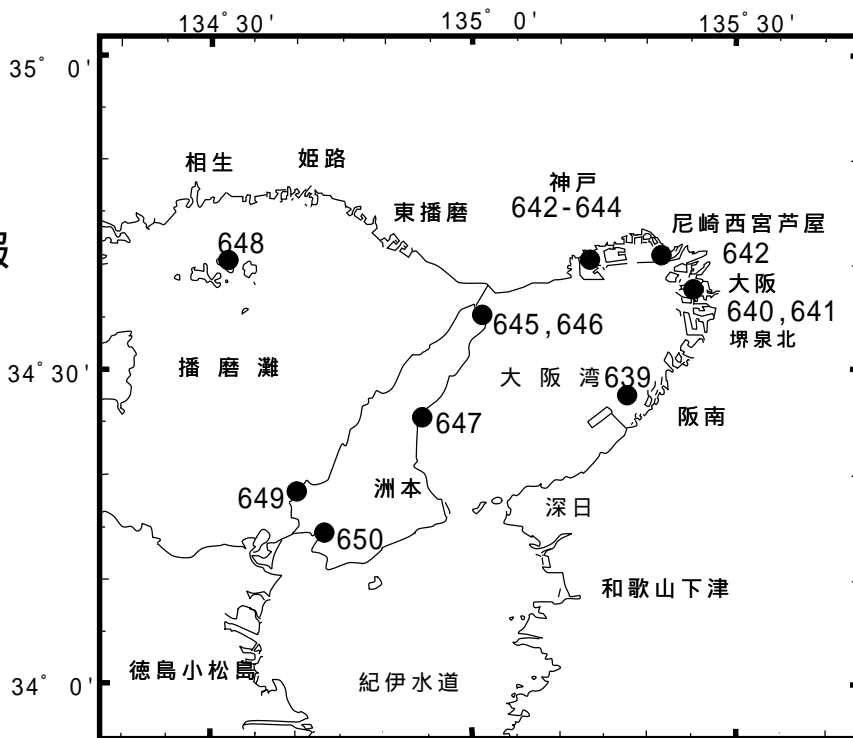 134°30' 135° 0' 135°30'
35° 0'
相生 姫路
神戸
東播磨 642-644
尼崎西宮芦屋
報
648 642
大阪
645,646 640,641
堺泉北
34°30' 播磨灘 大阪湾 639
647 阪南
洲本
649 深日
650
和歌山下津
徳島小松島 紀伊水道
34° 0'